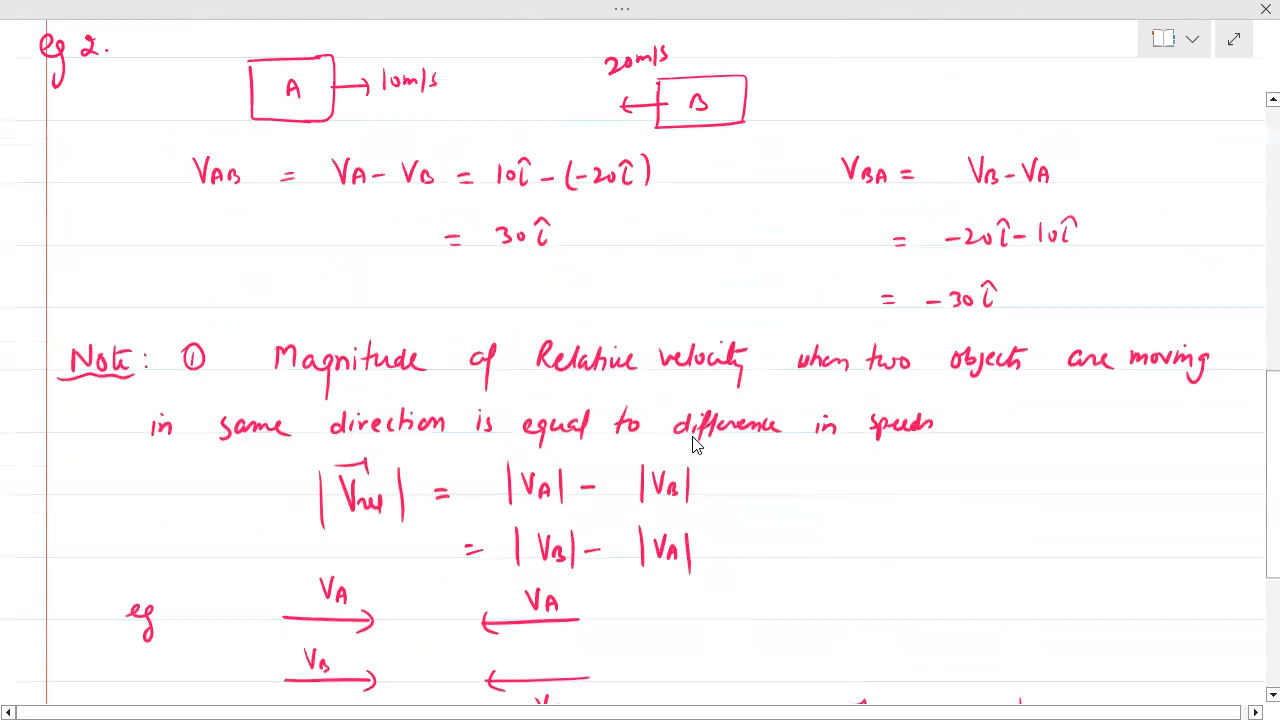 eg 2.
A → 10m/s 20m/s ← B
VAB = VA - VB = 10î - (-20î)
= 30î
VBA = VB - VA
= -20î - 10î
= -30î
Note: ① Magnitude of Relative velocity when two objects are moving
in same direction is equal to difference in speeds
|V⃗rel| = |VA| - |VB|
= |VB| - |VA|
eg VA VA
VB